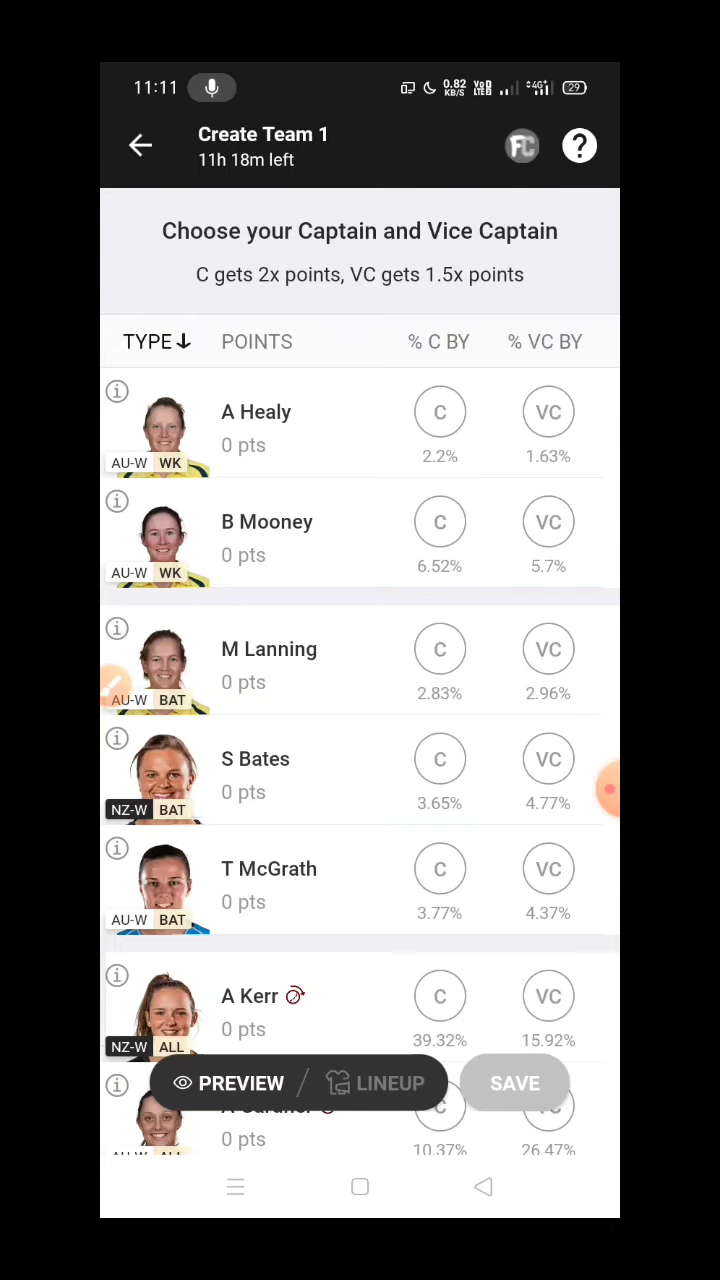 11:11
0.82 KB/S VoD LTE 4G+ 29
Create Team 1
11h 18m left
FC
?
Choose your Captain and Vice Captain
C gets 2x points, VC gets 1.5x points
TYPE POINTS % C BY % VC BY
A Healy
0 pts
AU-W WK
C VC
2.2% 1.63%
B Mooney
0 pts
AU-W WK
C VC
6.52% 5.7%
M Lanning
0 pts
AU-W BAT
C VC
2.83% 2.96%
S Bates
0 pts
NZ-W BAT
C VC
3.65% 4.77%
T McGrath
0 pts
AU-W BAT
C VC
3.77% 4.37%
A Kerr
0 pts
NZ-W ALL
C VC
39.32% 15.92%
PREVIEW / LINEUP SAVE
0 pts
C VC
10.37% 26.47%